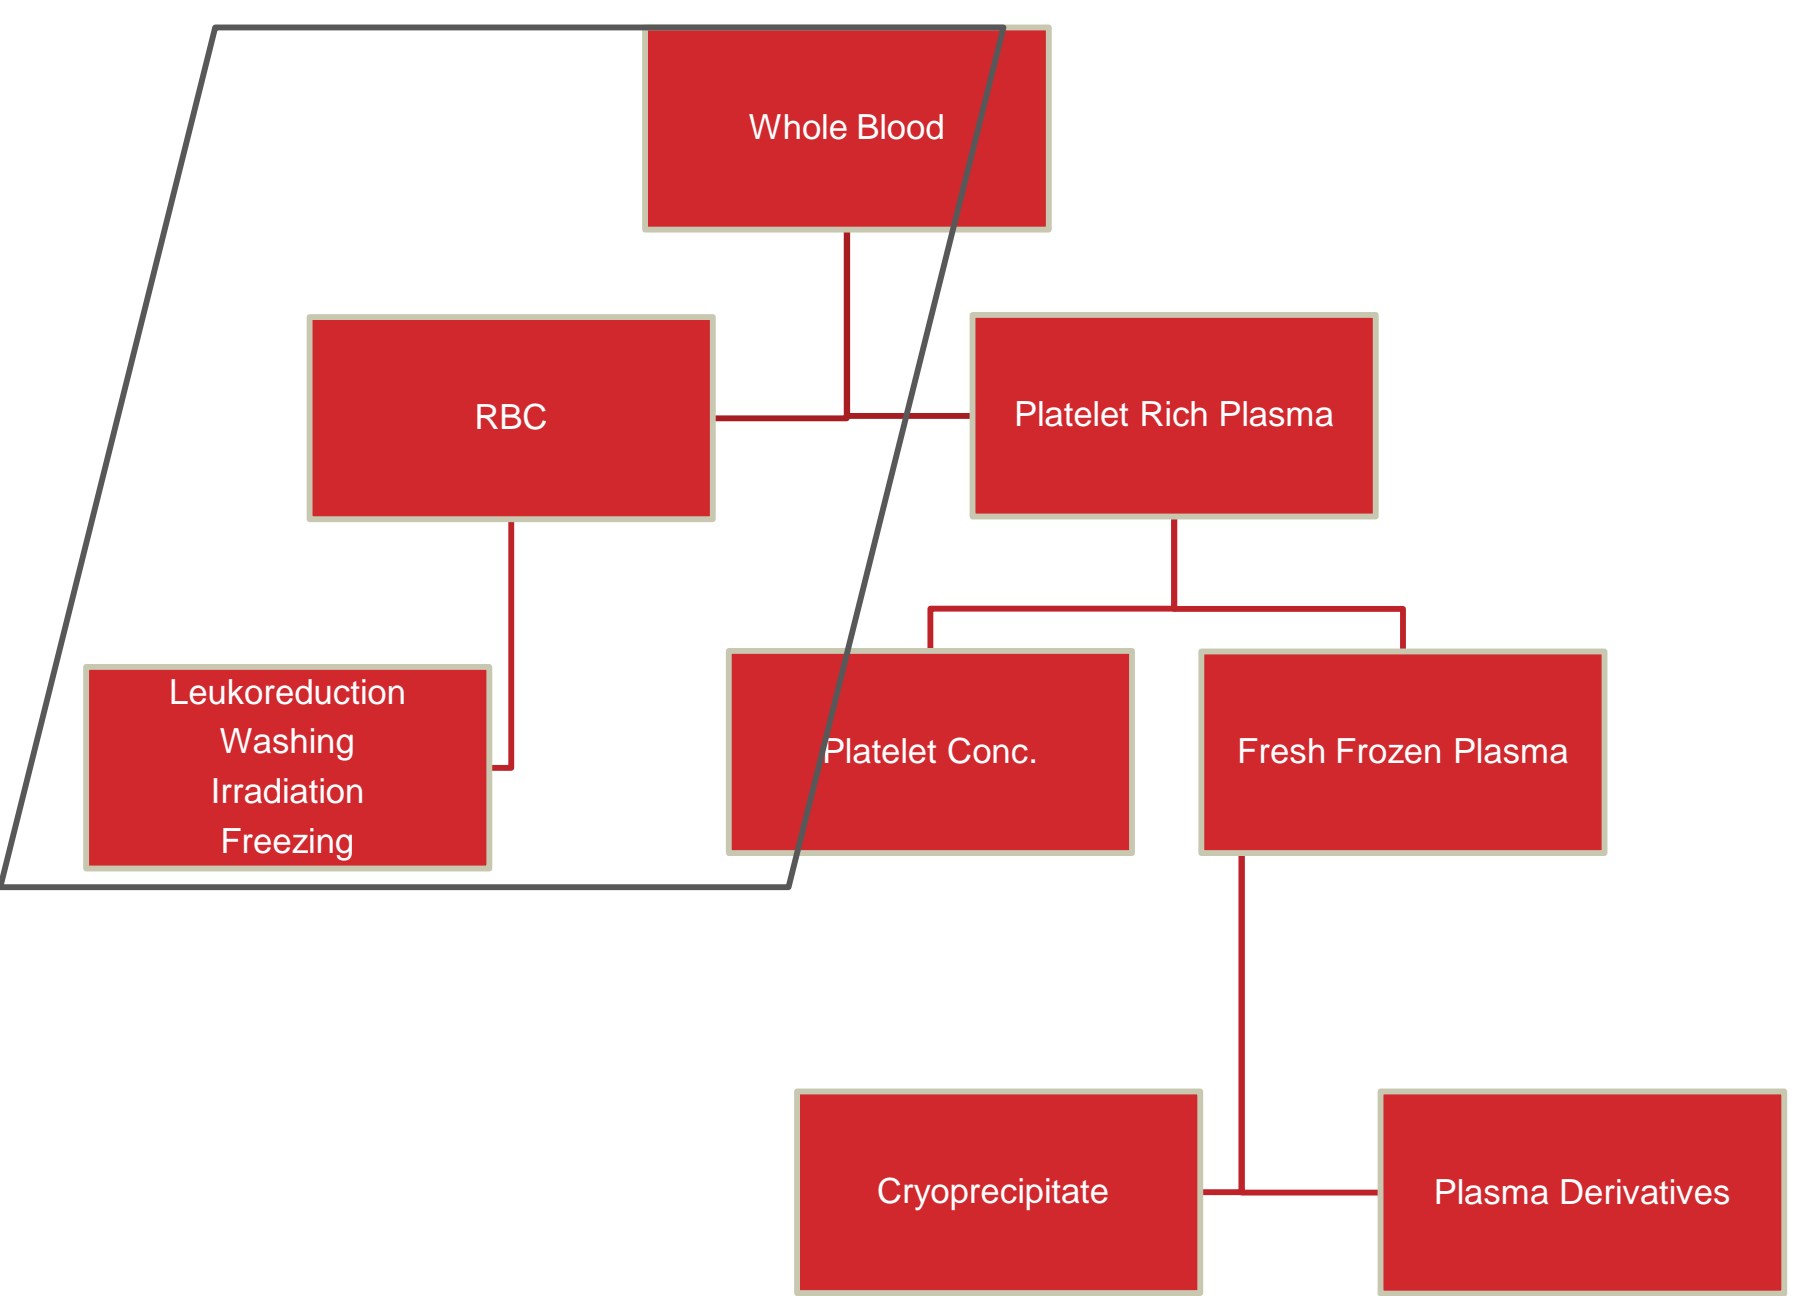 Whole Blood
RBC
Platelet Rich Plasma
Leukoreduction
Washing
Irradiation
Freezing
Platelet Conc.
Fresh Frozen Plasma
Cryoprecipitate
Plasma Derivatives